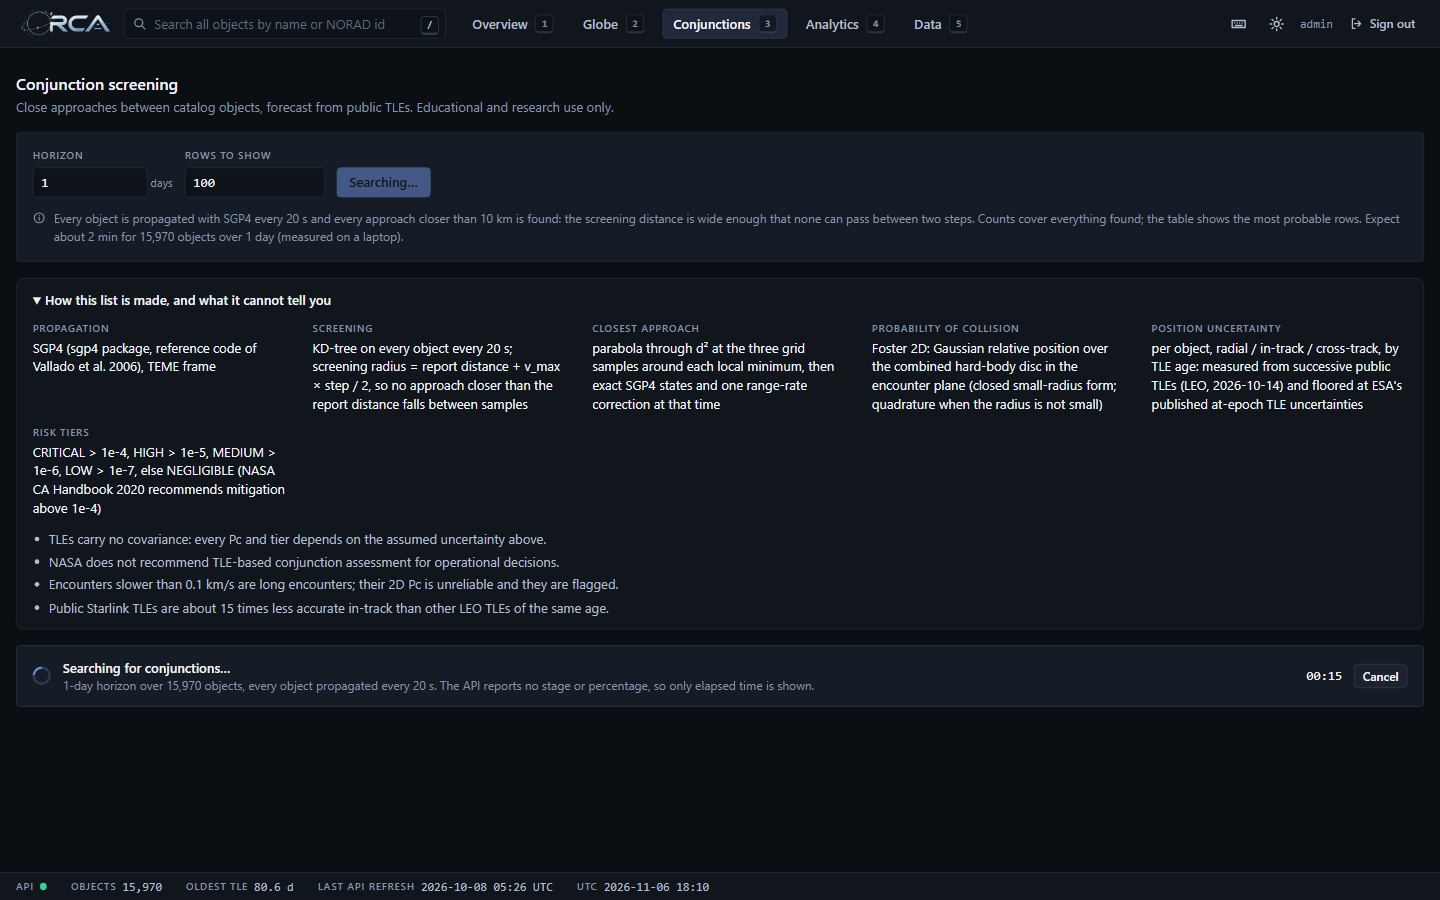 ORCA
Search all objects by name or NORAD id
/
Overview 1
Globe 2
Conjunctions 3
Analytics 4
Data 5
admin
Sign out
Conjunction screening
Close approaches between catalog objects, forecast from public TLEs. Educational and research use only.
HORIZON
ROWS TO SHOW
1 days
100
Searching...
Every object is propagated with SGP4 every 20 s and every approach closer than 10 km is found: the screening distance is wide enough that none can pass between two steps. Counts cover everything found; the table shows the most probable rows. Expect
about 2 min for 15,970 objects over 1 day (measured on a laptop).
▼ How this list is made, and what it cannot tell you
PROPAGATION
SGP4 (sgp4 package, reference code of
Vallado et al. 2006), TEME frame
SCREENING
KD-tree on every object every 20 s;
screening radius = report distance + v_max
× step / 2, so no approach closer than the
report distance falls between samples
CLOSEST APPROACH
parabola through d² at the three grid
samples around each local minimum, then
exact SGP4 states and one range-rate
correction at that time
PROBABILITY OF COLLISION
Foster 2D: Gaussian relative position over
the combined hard-body disc in the
encounter plane (closed small-radius form;
quadrature when the radius is not small)
POSITION UNCERTAINTY
per object, radial / in-track / cross-track, by
TLE age: measured from successive public
TLEs (LEO, 2026-10-14) and floored at ESA's
published at-epoch TLE uncertainties
RISK TIERS
CRITICAL > 1e-4, HIGH > 1e-5, MEDIUM >
1e-6, LOW > 1e-7, else NEGLIGIBLE (NASA
CA Handbook 2020 recommends mitigation
above 1e-4)
• TLEs carry no covariance: every Pc and tier depends on the assumed uncertainty above.
• NASA does not recommend TLE-based conjunction assessment for operational decisions.
• Encounters slower than 0.1 km/s are long encounters; their 2D Pc is unreliable and they are flagged.
• Public Starlink TLEs are about 15 times less accurate in-track than other LEO TLEs of the same age.
Searching for conjunctions...
1-day horizon over 15,970 objects, every object propagated every 20 s. The API reports no stage or percentage, so only elapsed time is shown.
00:15
Cancel
API
OBJECTS 15,970
OLDEST TLE 80.6 d
LAST API REFRESH 2026-10-08 05:26 UTC
UTC 2026-11-06 18:10